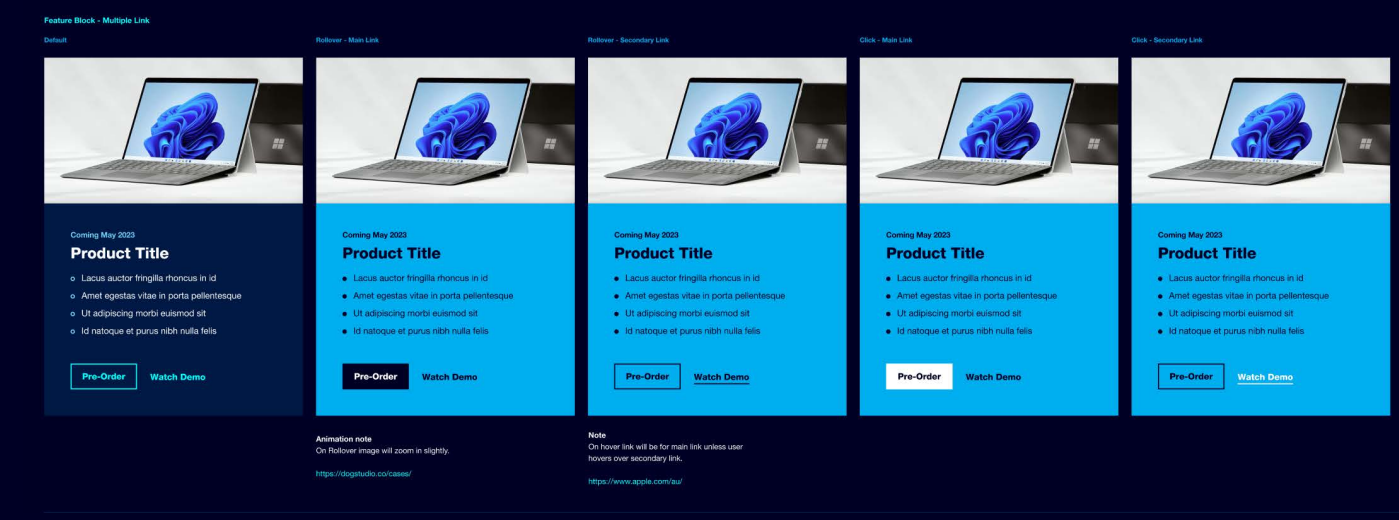 Feature Block - Multiple Link
Default
Rollover - Main Link
Rollover - Secondary Link
Click - Main Link
Click - Secondary Link
Coming May 2023
Product Title
Lacus auctor fringilla rhoncus in id
Amet egestas vitae in porta pellentesque
Ut adipiscing morbi euismod sit
Id natoque et purus nibh nulla felis
Pre-Order
Watch Demo
Coming May 2023
Product Title
Lacus auctor fringilla rhoncus in id
Amet egestas vitae in porta pellentesque
Ut adipiscing morbi euismod sit
Id natoque et purus nibh nulla felis
Pre-Order
Watch Demo
Animation note
On Rollover image will zoom in slightly.
https://dogstudio.co/cases/
Coming May 2023
Product Title
Lacus auctor fringilla rhoncus in id
Amet egestas vitae in porta pellentesque
Ut adipiscing morbi euismod sit
Id natoque et purus nibh nulla felis
Pre-Order
Watch Demo
Note
On hover link will be for main link unless user
hovers over secondary link.
https://www.apple.com/au/
Coming May 2023
Product Title
Lacus auctor fringilla rhoncus in id
Amet egestas vitae in porta pellentesque
Ut adipiscing morbi euismod sit
Id natoque et purus nibh nulla felis
Pre-Order
Watch Demo
Coming May 2023
Product Title
Lacus auctor fringilla rhoncus in id
Amet egestas vitae in porta pellentesque
Ut adipiscing morbi euismod sit
Id natoque et purus nibh nulla felis
Pre-Order
Watch Demo